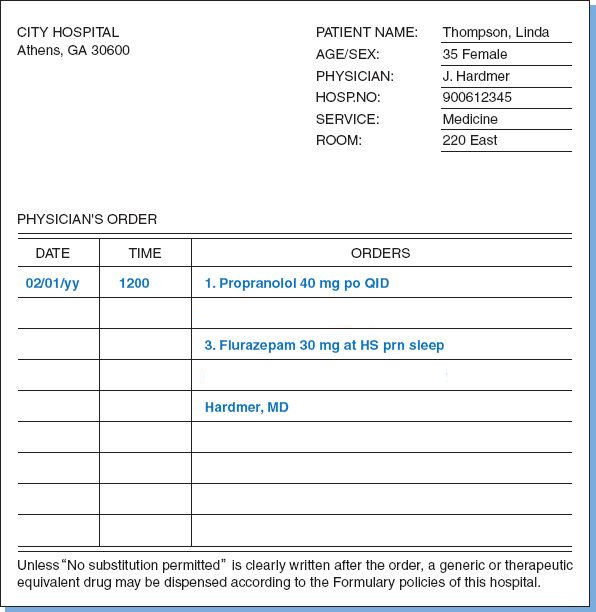 CITY HOSPITAL
Athens, GA 30600
PATIENT NAME: Thompson, Linda
AGE/SEX: 35 Female
PHYSICIAN: J. Hardmer
HOSP.NO: 900612345
SERVICE: Medicine
ROOM: 220 East
PHYSICIAN'S ORDER
DATE TIME ORDERS
02/01/yy 1200 1. Propranolol 40 mg po QID
3. Flurazepam 30 mg at HS prn sleep
Hardmer, MD
Unless “No substitution permitted” is clearly written after the order, a generic or therapeutic
equivalent drug may be dispensed according to the Formulary policies of this hospital.